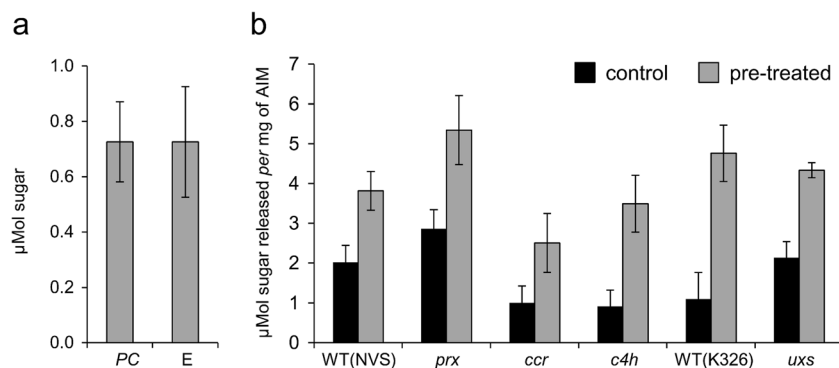 a
μMol sugar
1.0
0.8
0.6
0.4
0.2
0.0
PC E
b
μMol sugar released per mg of AIM
7
6
5
4
3
2
1
0
control pre-treated
WT(NVS) prx ccr c4h WT(K326) uxs